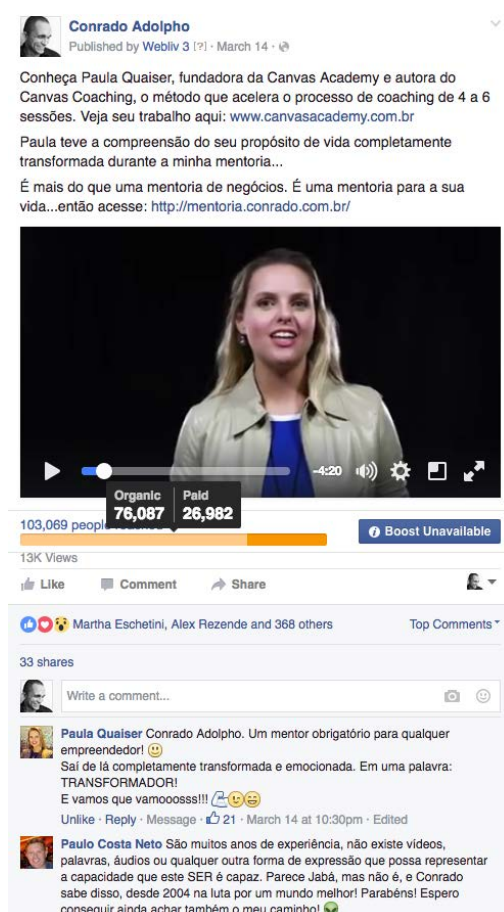 Conrado Adolpho
Published by Webliv 3 [?] · March 14 ·
Conheça Paula Quaiser, fundadora da Canvas Academy e autora do
Canvas Coaching, o método que acelera o processo de coaching de 4 a 6
sessões. Veja seu trabalho aqui: www.canvasacademy.com.br
Paula teve a compreensão do seu propósito de vida completamente
transformada durante a minha mentoria...
É mais do que uma mentoria de negócios. É uma mentoria para a sua
vida...então acesse: http://mentoria.conrado.com.br/
-4:20
Organic Paid
76,087 26,982
103,069 people
Boost Unavailable
13K Views
Like Comment Share
Martha Eschetini, Alex Rezende and 368 others Top Comments
33 shares
Write a comment...
Paula Quaiser Conrado Adolpho. Um mentor obrigatório para qualquer
empreendedor!
Saí de lá completamente transformada e emocionada. Em uma palavra:
TRANSFORMADOR!
E vamos que vamooosss!!!
Unlike · Reply · Message · 21 · March 14 at 10:30pm · Edited
Paulo Costa Neto São muitos anos de experiência, não existe vídeos,
palavras, áudios ou qualquer outra forma de expressão que possa representar
a capacidade que este SER é capaz. Parece Jabá, mas não é, e Conrado
sabe disso, desde 2004 na luta por um mundo melhor! Parabéns! Espero
conseguir ainda achar também o meu caminho!